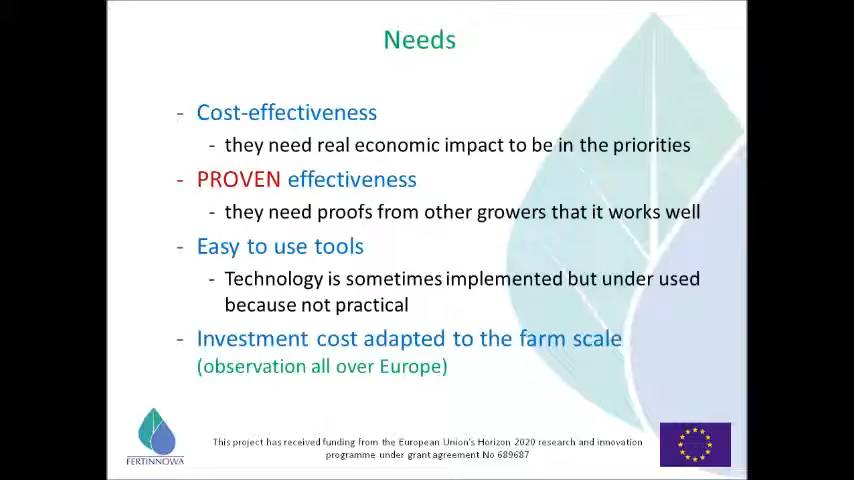 Needs
- Cost-effectiveness
- they need real economic impact to be in the priorities
- PROVEN effectiveness
- they need proofs from other growers that it works well
- Easy to use tools
- Technology is sometimes implemented but under used
because not practical
- Investment cost adapted to the farm scale
(observation all over Europe)
This project has received funding from the European Union's Horizon 2020 research and innovation
programme under grant agreement No 689687
FERTINNOWA